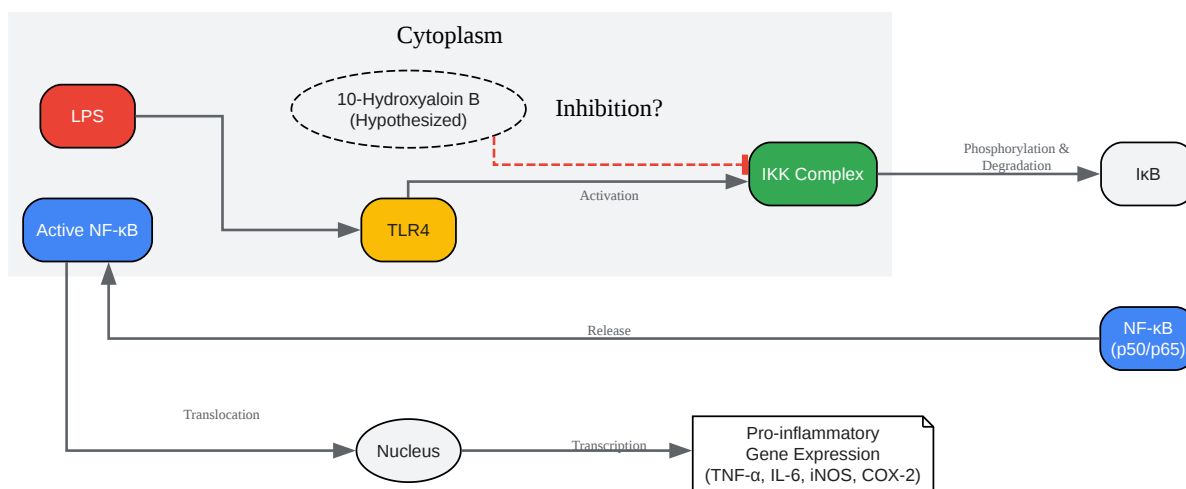 Cytoplasm
10-Hydroxyaloin B
(Hypothesized)
Inhibition?
LPS
Phosphorylation &
Degradation
IKK Complex
IκB
Activation
Active NF-κB
TLR4
Release
NF-κB
(p50/p65)
Translocation
Nucleus
Transcription
Pro-inflammatory
Gene Expression
(TNF-α, IL-6, iNOS, COX-2)